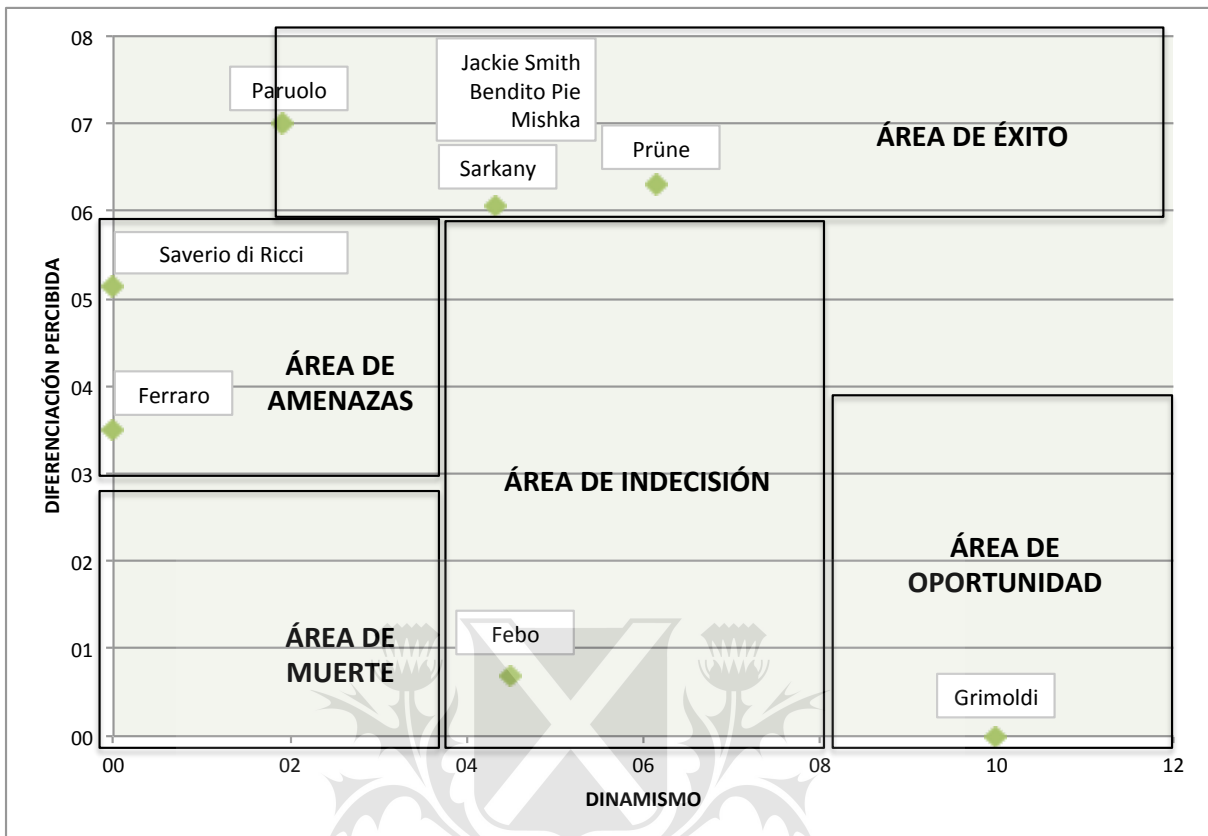 08
07
06
05
04
03
02
01
00
DIFERENCIACIÓN PERCIBIDA
Paruolo
Jackie Smith
Bendito Pie
Mishka
Sarkany
Prüne
ÁREA DE ÉXITO
Saverio di Ricci
Ferraro
ÁREA DE
AMENAZAS
ÁREA DE INDECISIÓN
ÁREA DE
OPORTUNIDAD
ÁREA DE
MUERTE
Febo
Grimoldi
00
02
04
06
08
10
12
DINAMISMO